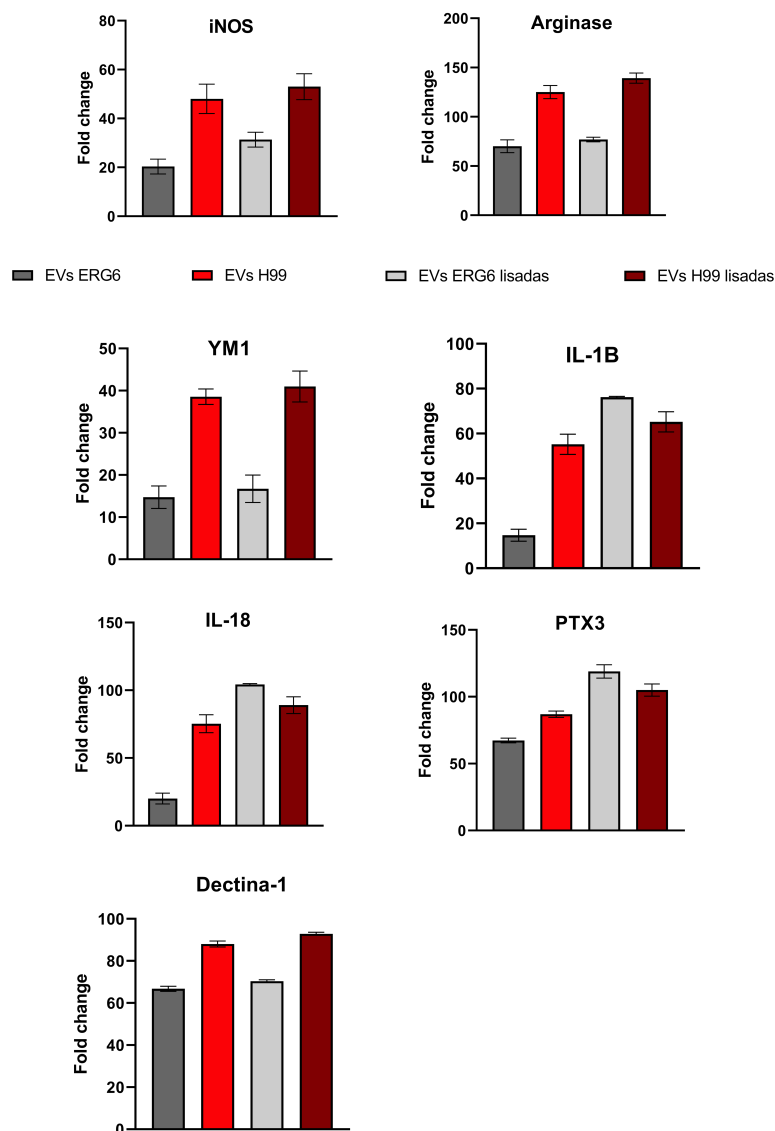 iNOS
Fold change
80
60
40
20
0
Arginase
Fold change
200
150
100
50
0
EVs ERG6
EVs H99
EVs ERG6 lisadas
EVs H99 lisadas
YM1
Fold change
50
40
30
20
10
0
IL-1B
Fold change
100
80
60
40
20
0
IL-18
Fold change
150
100
50
0
PTX3
Fold change
150
100
50
0
Dectina-1
Fold change
100
80
60
40
20
0